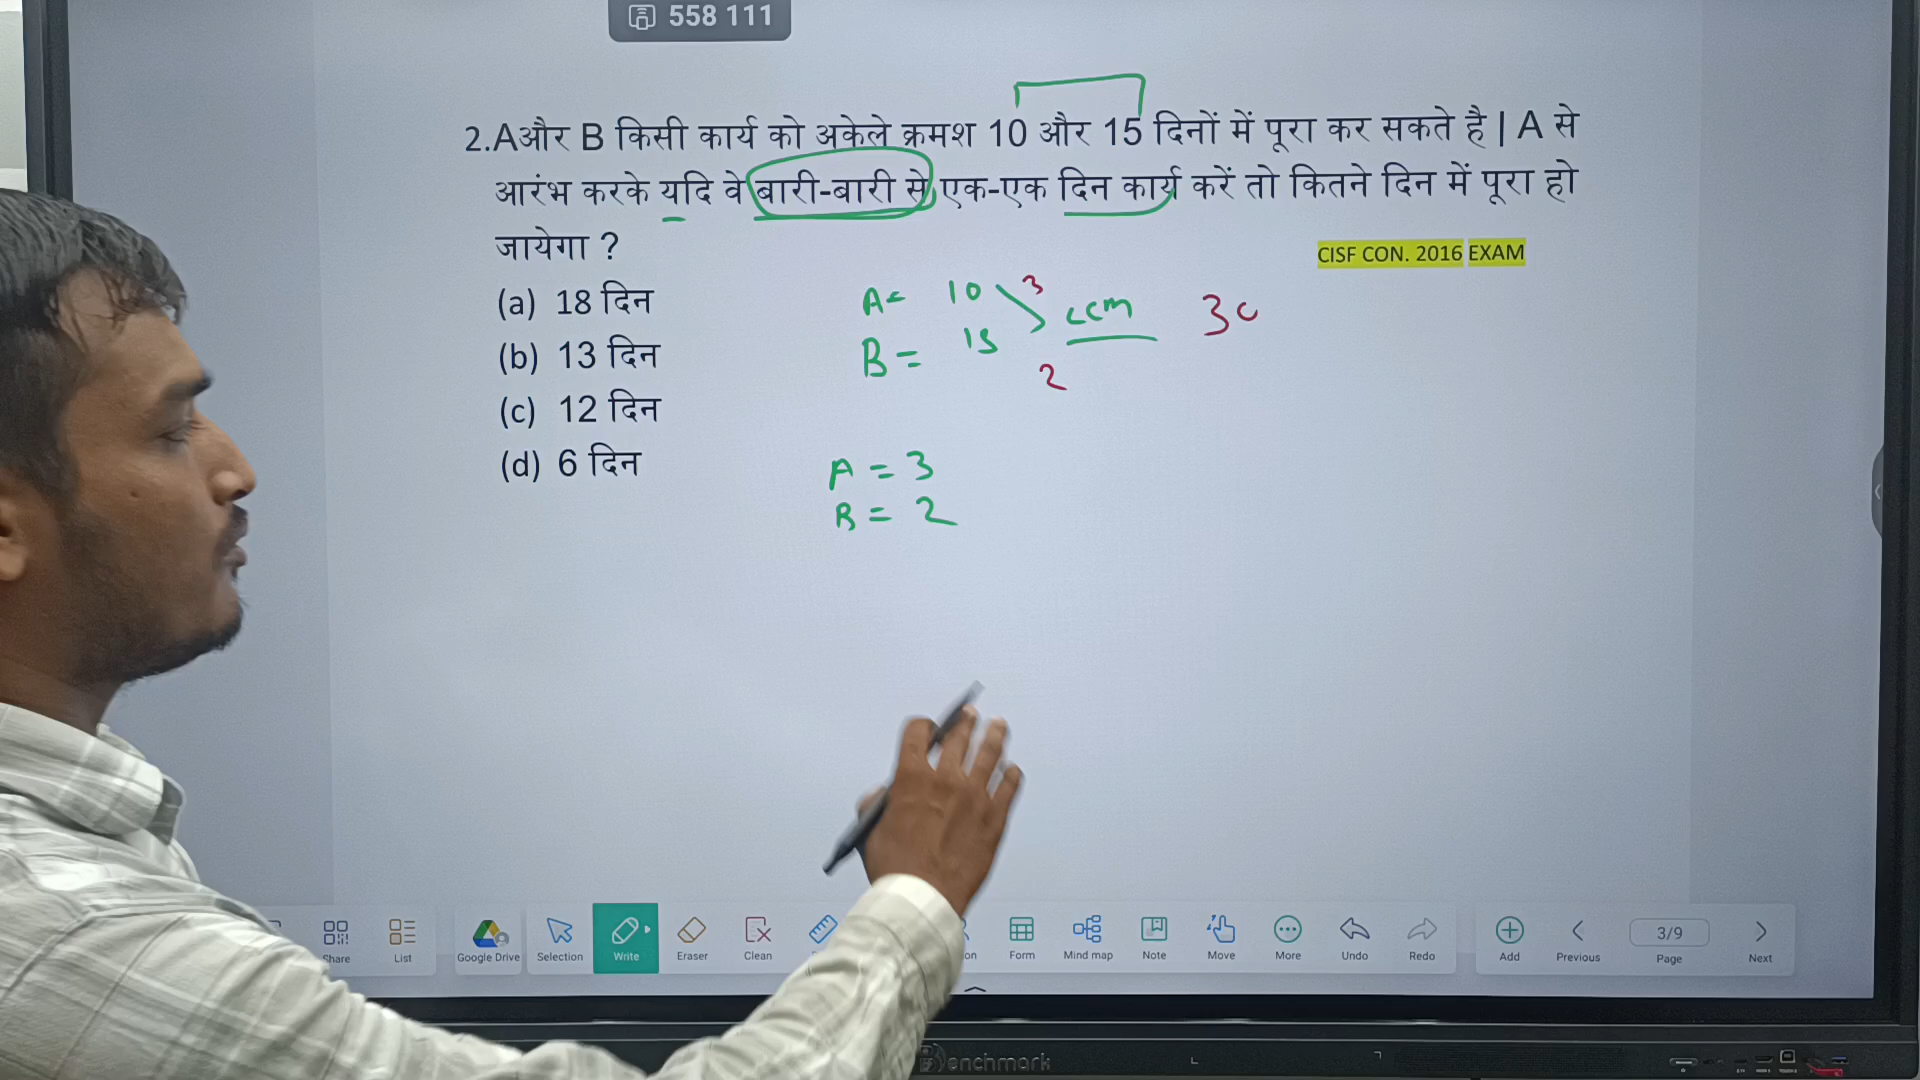 558 111
2.Aऔर B किसी कार्य को अकेले क्रमश 10 और 15 दिनों में पूरा कर सकते है | A से
आरंभ करके यदि वे बारी-बारी से एक-एक दिन कार्य करें तो कितने दिन में पूरा हो
जायेगा ?
CISF CON. 2016 EXAM
(a) 18 दिन
(b) 13 दिन
(c) 12 दिन
(d) 6 दिन
A= 10 3 LCM 30
B = 15
2
A = 3
B = 2
Share
List
Google Drive
Selection
Write
Eraser
Clean
Form
Mind map
Note
Move
More
Undo
Redo
Add
Previous
3/9
Page
Next
Benchmark